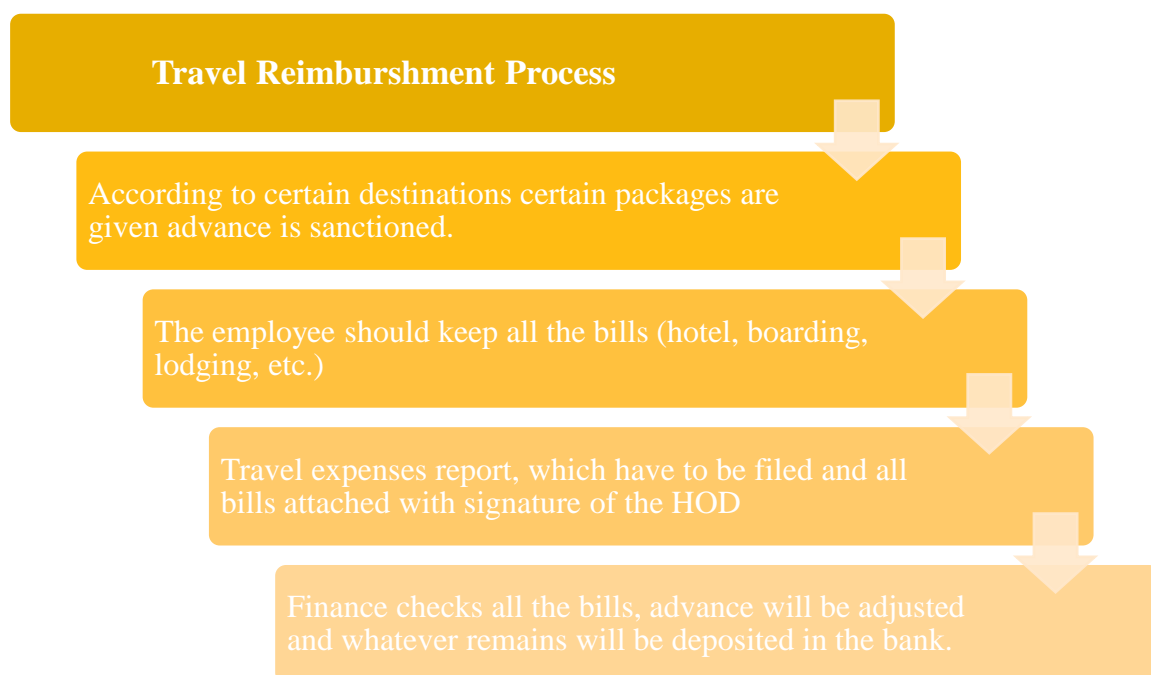 Travel Reimburshment Process
According to certain destinations certain packages are
given advance is sanctioned.
The employee should keep all the bills (hotel, boarding,
lodging, etc.)
Travel expenses report, which have to be filed and all
bills attached with signature of the HOD
Finance checks all the bills, advance will be adjusted
and whatever remains will be deposited in the bank.